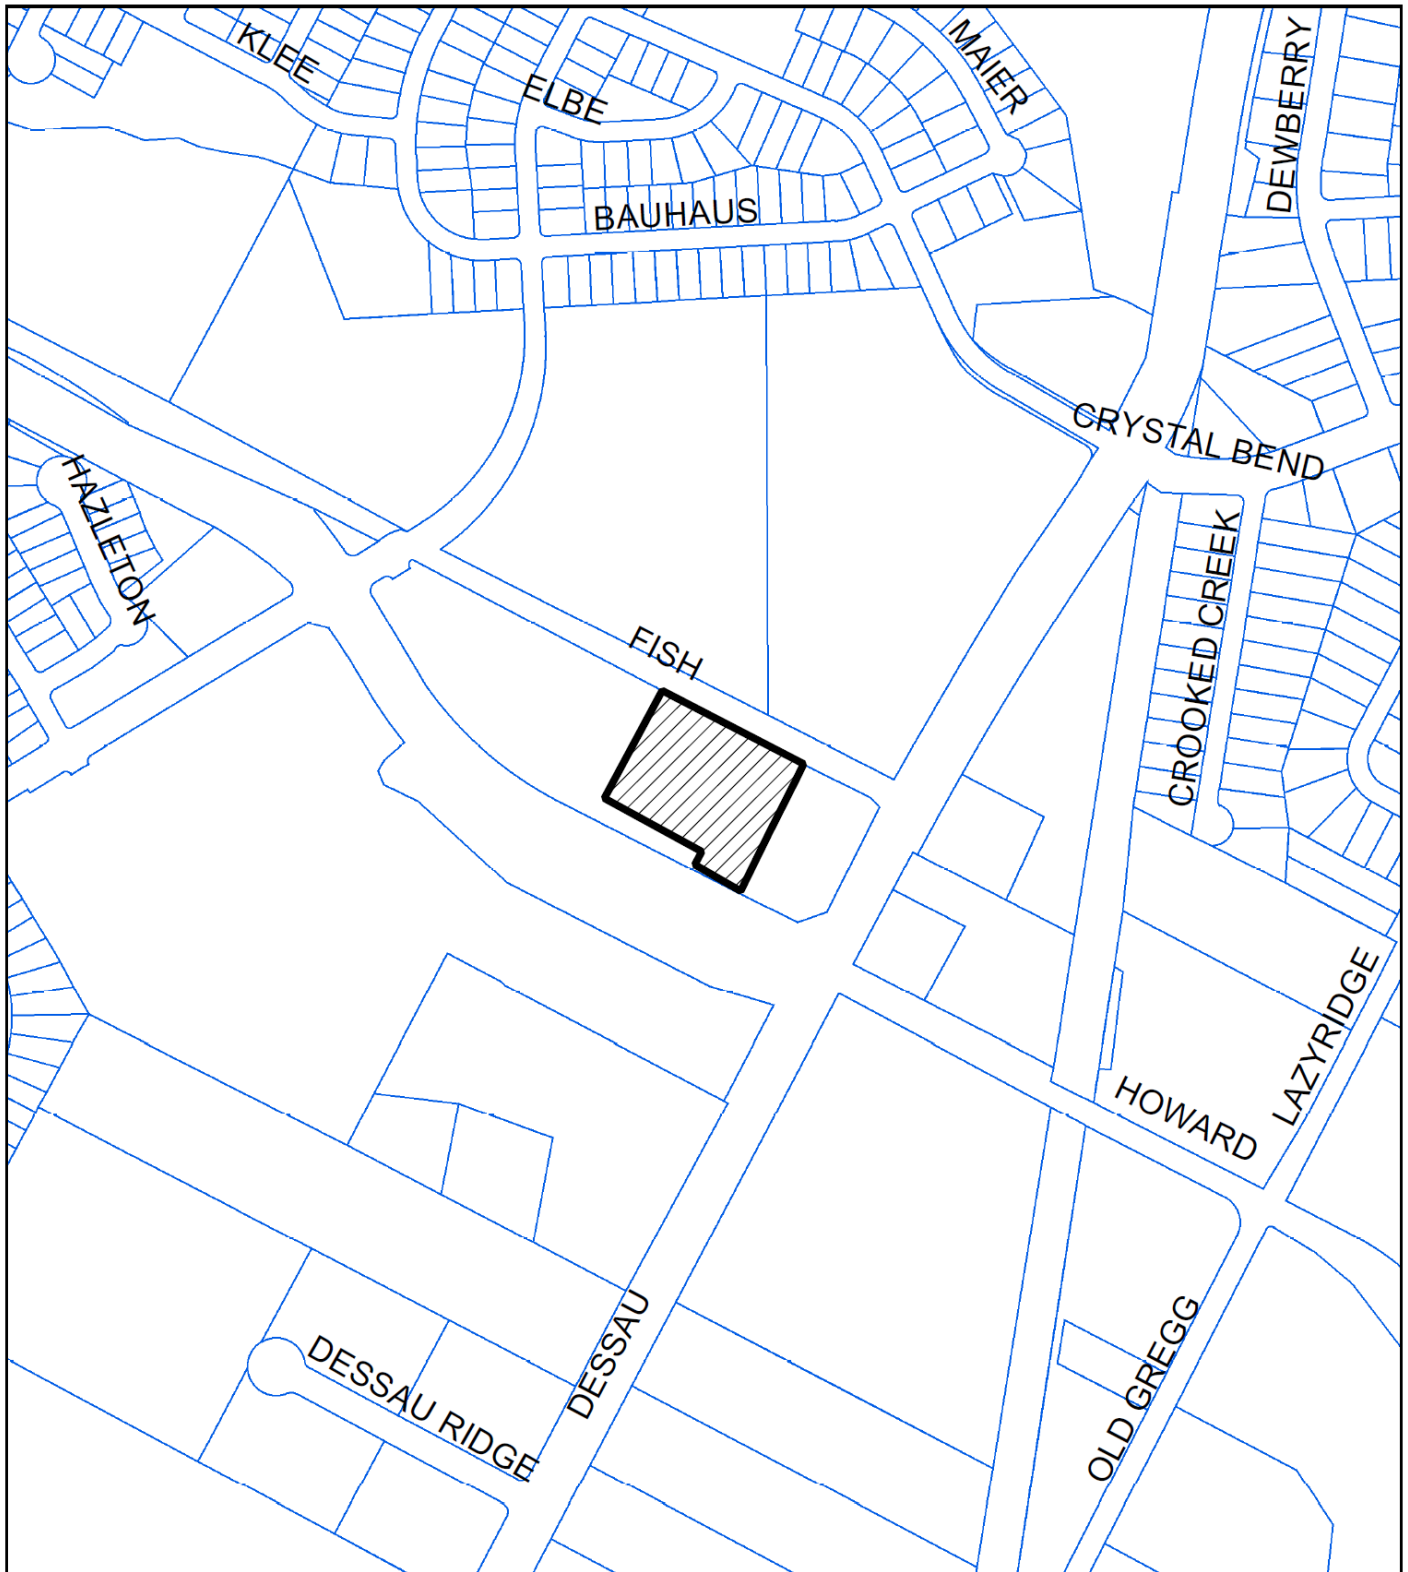 KLEE
ELBE
MAIER
DEWBERRY
BAUHAUS
CRYSTAL BEND
HAZLETON
CROOKED CREEK
FISH
LAZYRIDGE
HOWARD
DESSAU
OLD GREGG
DESSAU RIDGE